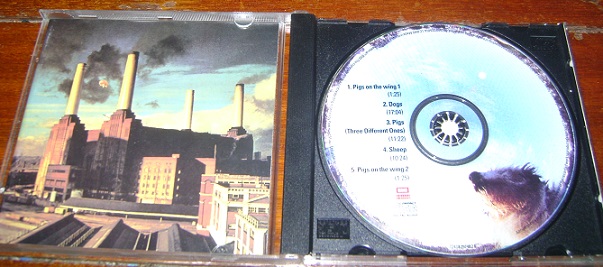 1. Pigs on the wing 1
(1:25)
2. Dogs
(17:04)
3. Pigs
(Three Different Ones)
(11:22)
4. Sheep
(10:24)
5. Pigs on the wing 2
(1:25)